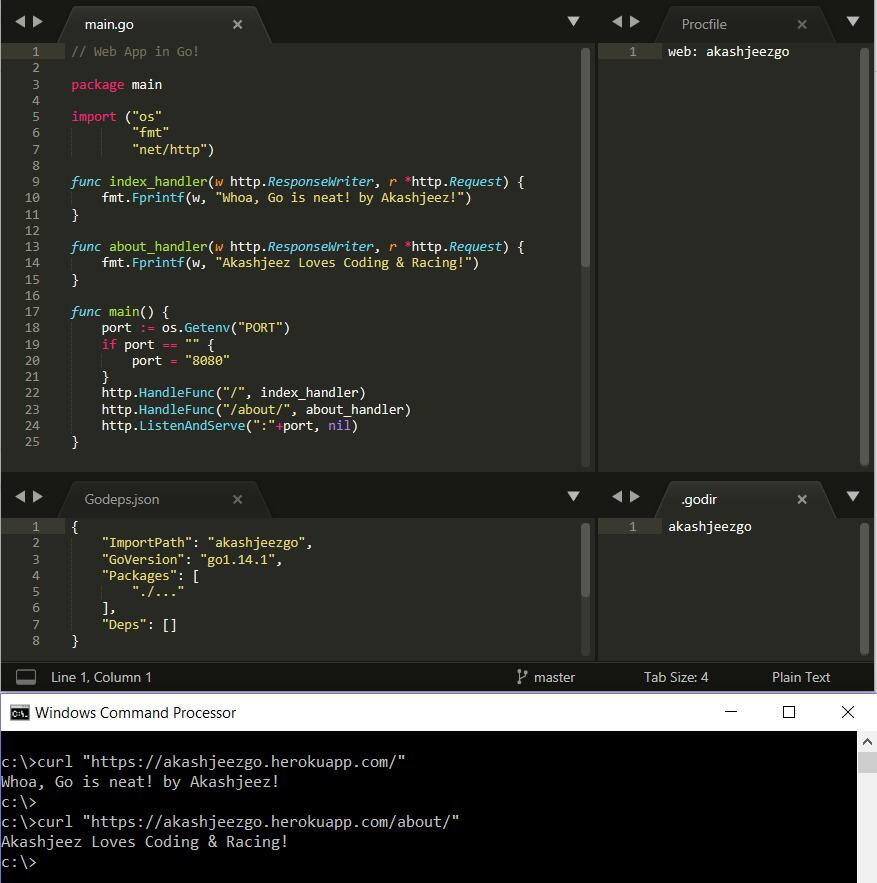 main.go
1 // Web App in Go!
2
3 package main
4
5 import ("os"
6 "fmt"
7 "net/http")
8
9 func index_handler(w http.ResponseWriter, r *http.Request) {
10 fmt.Fprintf(w, "Whoa, Go is neat! by Akashjeez!")
11 }
12
13 func about_handler(w http.ResponseWriter, r *http.Request) {
14 fmt.Fprintf(w, "Akashjeez Loves Coding & Racing!")
15 }
16
17 func main() {
18 port := os.Getenv("PORT")
19 if port == "" {
20 port = "8080"
21 }
22 http.HandleFunc("/", index_handler)
23 http.HandleFunc("/about/", about_handler)
24 http.ListenAndServe(":"+port, nil)
25 }
Procfile
1 web: akashjeezgo
Godeps.json
1 {
2 "ImportPath": "akashjeezgo",
3 "GoVersion": "go1.14.1",
4 "Packages": [
5 "./..."
6 ],
7 "Deps": []
8 }
.godir
1 akashjeezgo
Line 1, Column 1 master Tab Size: 4 Plain Text
Windows Command Processor
c:\>curl "https://akashjeezgo.herokuapp.com/"
Whoa, Go is neat! by Akashjeez!
c:\>
c:\>curl "https://akashjeezgo.herokuapp.com/about/"
Akashjeez Loves Coding & Racing!
c:\>